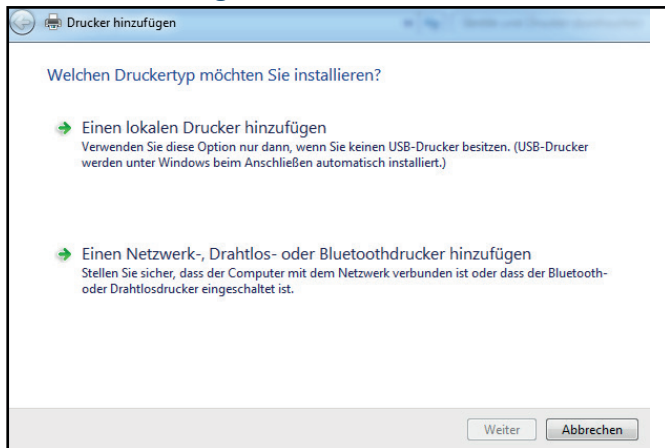 Drucker hinzufügen
Welchen Druckertyp möchten Sie installieren?
Einen lokalen Drucker hinzufügen
Verwenden Sie diese Option nur dann, wenn Sie keinen USB-Drucker besitzen. (USB-Drucker
werden unter Windows beim Anschließen automatisch installiert.)
Einen Netzwerk-, Drahtlos- oder Bluetoothdrucker hinzufügen
Stellen Sie sicher, dass der Computer mit dem Netzwerk verbunden ist oder dass der Bluetooth-
oder Drahtlosdrucker eingeschaltet ist.
Weiter
Abbrechen